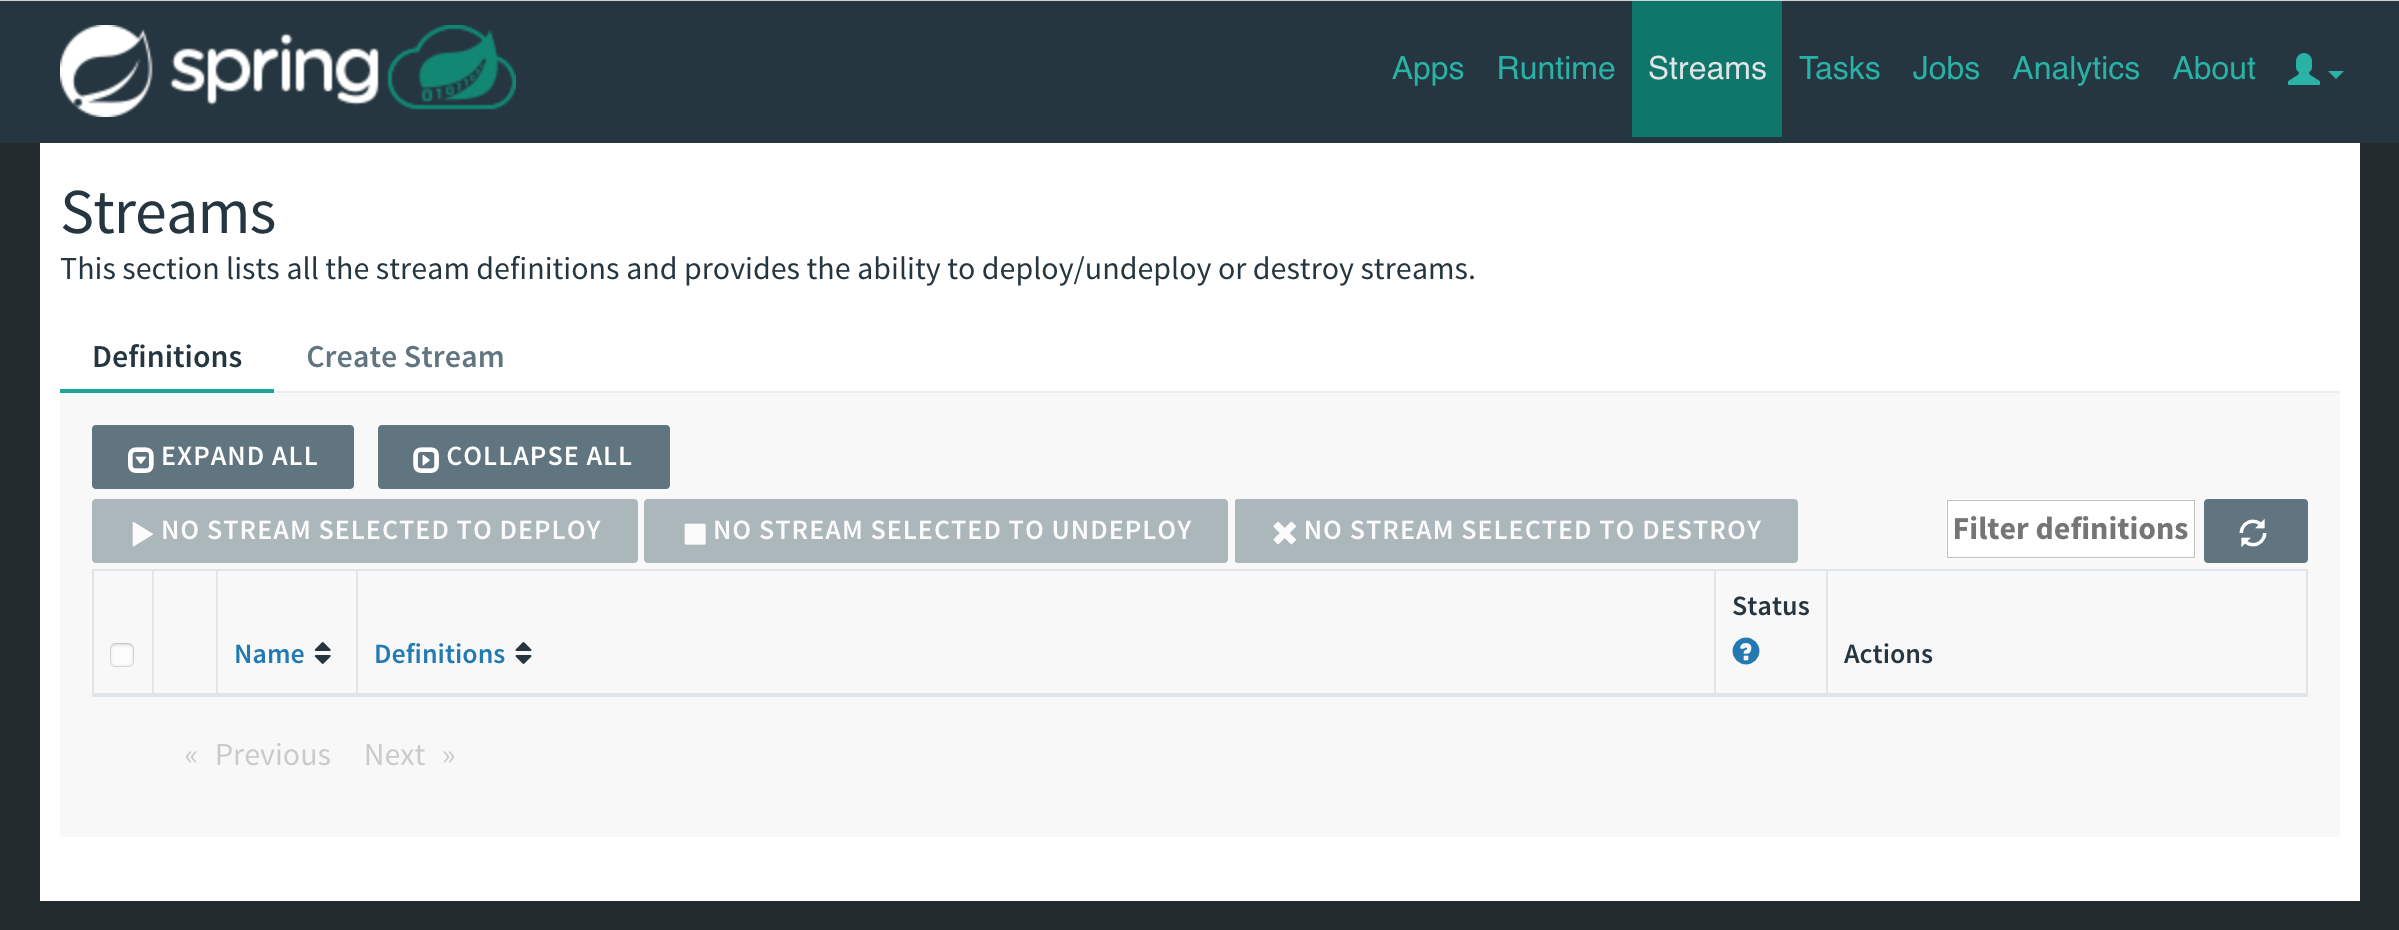 spring
Apps Runtime Streams Tasks Jobs Analytics About
Streams
This section lists all the stream definitions and provides the ability to deploy/undeploy or destroy streams.
Definitions Create Stream
EXPAND ALL COLLAPSE ALL
NO STREAM SELECTED TO DEPLOY NO STREAM SELECTED TO UNDEPLOY NO STREAM SELECTED TO DESTROY Filter definitions
Name Definitions Status ? Actions
« Previous Next »